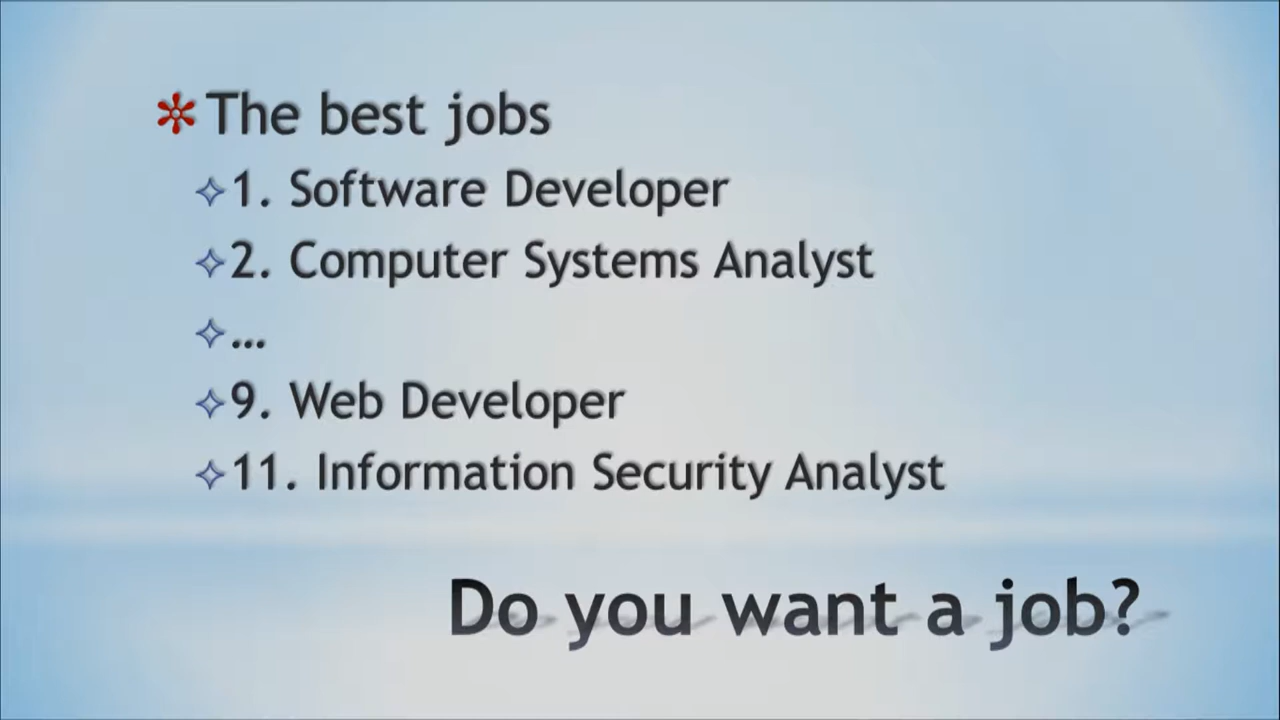 The best jobs
1. Software Developer
2. Computer Systems Analyst
...
9. Web Developer
11. Information Security Analyst
Do you want a job?